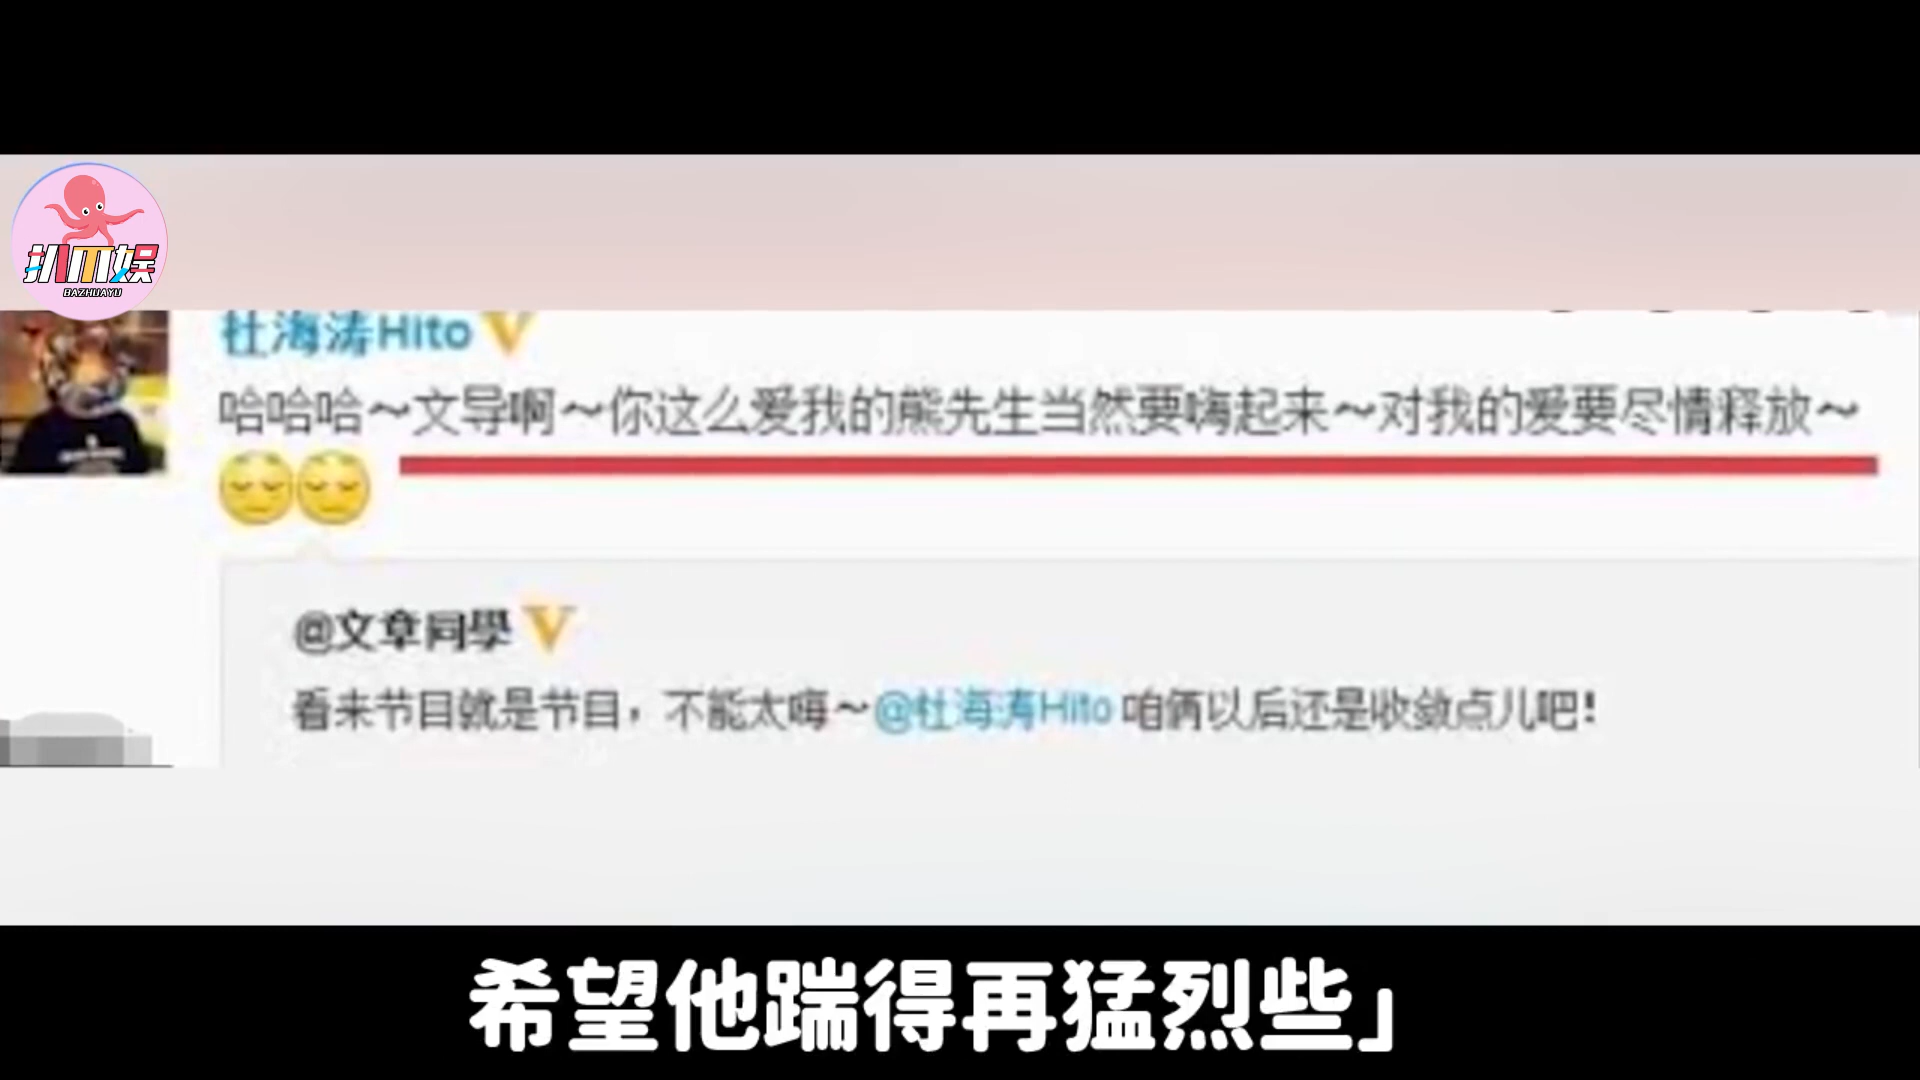 扒爪娱
BAZHUAYU
杜海涛Hito
哈哈哈～文导啊～你这么爱我的熊先生当然要嗨起来～对我的爱要尽情释放～
@文章同學
看来节目就是节目，不能太嗨～@杜海涛Hito 咱俩以后还是收敛点儿吧！
希望他踹得再猛烈些」